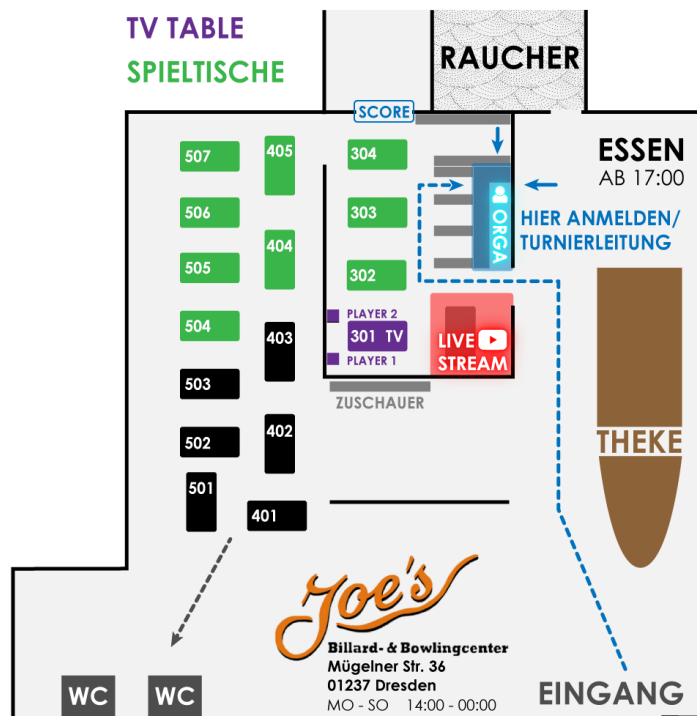 TV TABLE
SPIELTISCHE
RAUCHER
SCORE
ESSEN
AB 17:00
507
405
304
506
303
ORGA
HIER ANMELDEN/
TURNIERLEITUNG
404
505
302
504
403
PLAYER 2
301 TV
PLAYER 1
LIVE
STREAM
503
ZUSCHAUER
502
402
THEKE
501
401
Joe's
Billard- & Bowlingcenter
Mügelner Str. 36
01237 Dresden
MO - SO 14:00 - 00:00
WC
WC
EINGANG